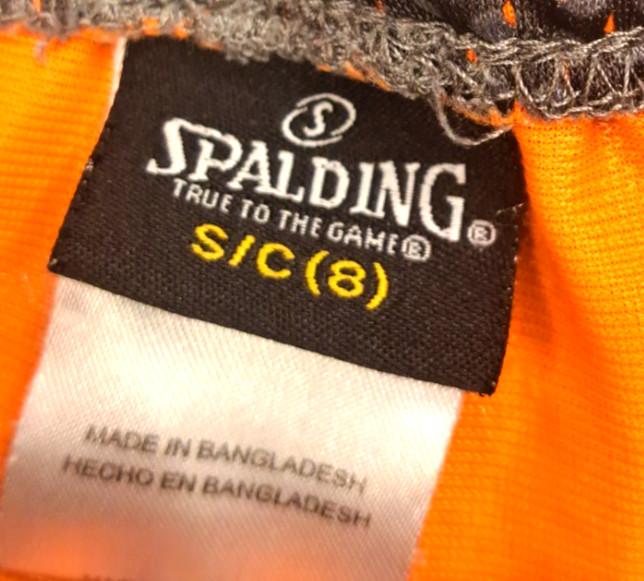 S
SPALDING®
TRUE TO THE GAME®
S/C (8)
MADE IN BANGLADESH
HECHO EN BANGLADESH